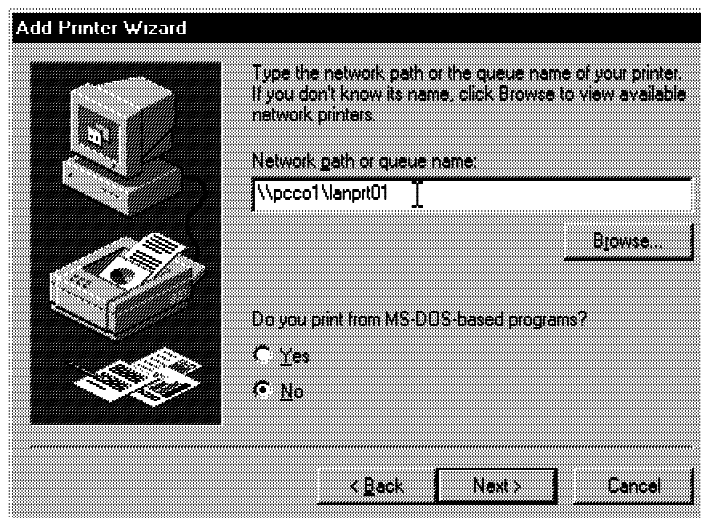 Add Printer Wizard
Type the network path or the queue name of your printer.
If you don't know its name, click Browse to view available
network printers.
Network path or queue name:
\\pcco1\lanprt01
Browse...
Do you print from MS-DOS-based programs?
Yes
No
< Back Next > Cancel